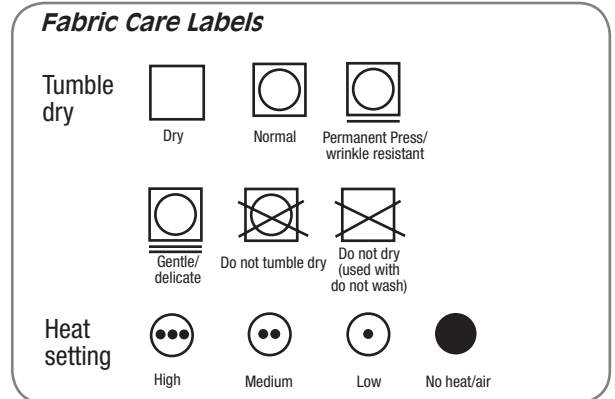 Fabric Care Labels
Tumble
dry
Dry
Normal
Permanent Press/
wrinkle resistant
Gentle/
delicate
Do not tumble dry
Do not dry
(used with
do not wash)
Heat
setting
High
Medium
Low
No heat/air